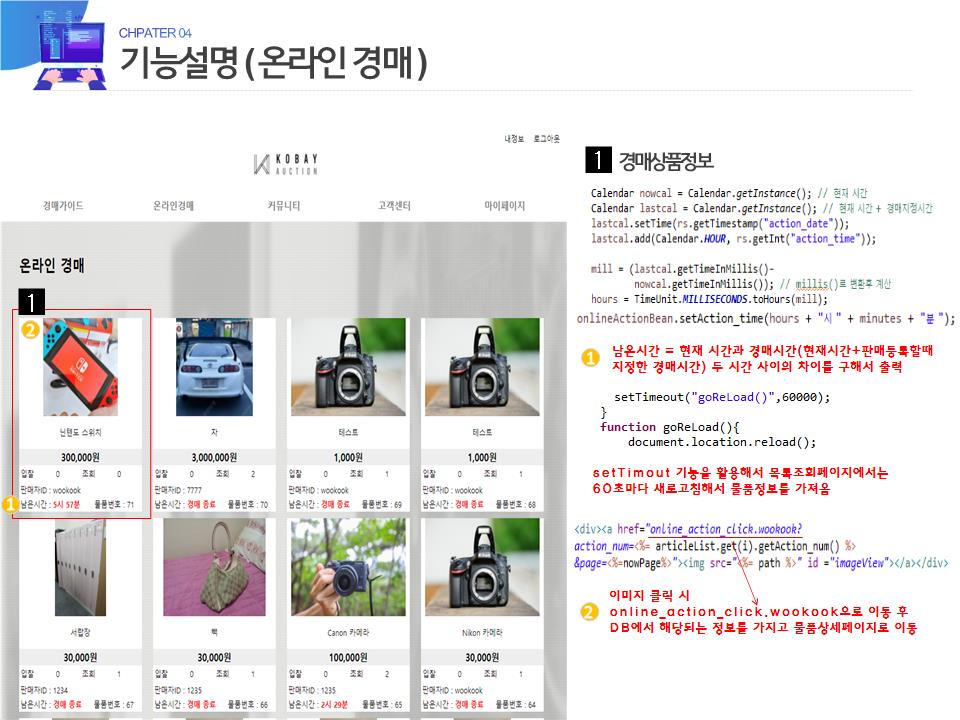 CHPATER 04
기능설명 ( 온라인 경매 )
내정보 로그아웃
KOBAY
AUCTION
경매가이드 온라인경매 커뮤니티 고객센터 마이페이지
온라인 경매
1
2
닌텐도 스위치
300,000원
입찰 0 조회 0
판매자ID : wookook
1
남은시간 : 5시 57분 물품번호 : 71
차
3,000,000원
입찰 0 조회 2
판매자ID : 7777
남은시간 : 경매 종료 물품번호 : 70
테스트
1,000원
입찰 0 조회 1
판매자ID : wookook
남은시간 : 경매 종료 물품번호 : 69
테스트
1,000원
입찰 0 조회 1
판매자ID : wookook
남은시간 : 경매 종료 물품번호 : 68
서랍장
30,000원
입찰 0 조회 1
판매자ID : 1234
남은시간 : 경매 종료 물품번호 : 67
빽
30,000원
입찰 0 조회 1
판매자ID : 1235
남은시간 : 경매 종료 물품번호 : 66
Canon 카메라
100,000원
입찰 0 조회 2
판매자ID : 1235
남은시간 : 2시 29분 물품번호 : 65
Nikon 카메라
30,000원
입찰 0 조회 1
판매자ID : wookook
남은시간 : 경매 종료 물품번호 : 64
1 경매상품정보
Calendar nowcal = Calendar.getInstance(); // 현재 시간
Calendar lastcal = Calendar.getInstance(); // 현재 시간 + 경매지정시간
lastcal.setTime(rs.getTimestamp("action_date"));
lastcal.add(Calendar.HOUR, rs.getInt("action_time"));
mill = (lastcal.getTimeInMillis()-
nowcal.getTimeInMillis()); // millis()로 변환후 계산
hours = TimeUnit.MILLISECONDS.toHours(mill);
onlineActionBean.setAction_time(hours + "시 " + minutes + "분 ");
1 남은시간 = 현재 시간과 경매시간(현재시간+판매등록할때
지정한 경매시간) 두 시간 사이의 차이를 구해서 출력
setTimeout("goReLoad()",60000);
}
function goReLoad(){
document.location.reload();
setTimout 기능을 활용해서 목록조회페이지에서는
60초마다 새로고침해서 물품정보를 가져옴
<div><a href="online_action_click.wookook?
action_num=<%= articleList.get(i).getAction_num() %>
&page=<%=nowPage%>"><img src="<%= path %>" id ="imageView"></a></div>
2 이미지 클릭 시
online_action_click.wookook으로 이동 후
DB에서 해당되는 정보를 가지고 물품상세페이지로 이동